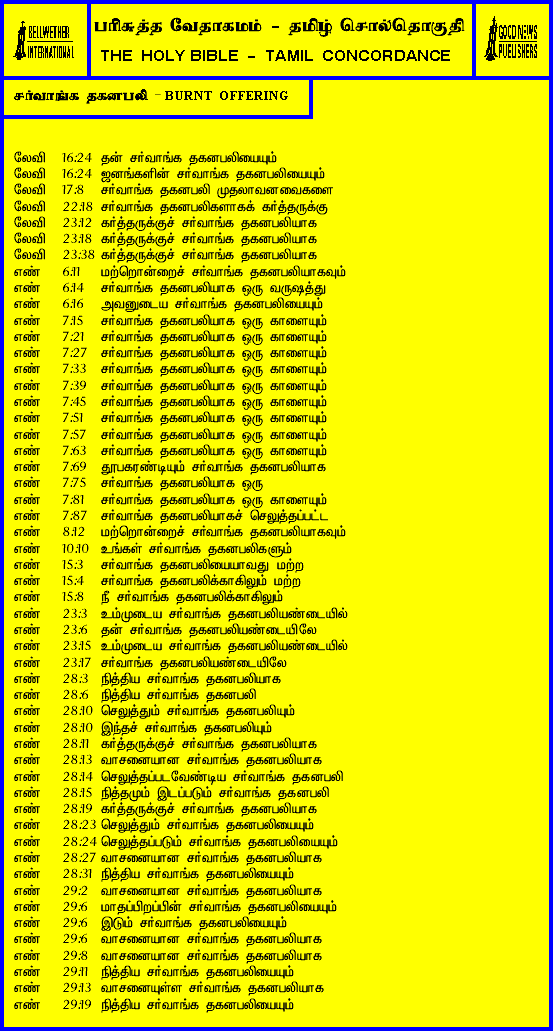 BELLWETHER
INTERNATIONAL
பரிசுத்த வேதாகமம் - தமிழ் சொல்தொகுதி
THE HOLY BIBLE - TAMIL CONCORDANCE
GOOD NEWS
PUBLISHERS
சர்வாங்க தகனபலி - BURNT OFFERING
லேவி 16:24 தன் சர்வாங்க தகனபலியையும்
லேவி 16:24 ஜனங்களின் சர்வாங்க தகனபலியையும்
லேவி 17:8 சர்வாங்க தகனபலி முதலாவனவைகளை
லேவி 22:18 சர்வாங்க தகனபலிகளாகக் கர்த்தருக்கு
லேவி 23:12 கர்த்தருக்குச் சர்வாங்க தகனபலியாக
லேவி 23:18 கர்த்தருக்குச் சர்வாங்க தகனபலியாக
லேவி 23:38 கர்த்தருக்குச் சர்வாங்க தகனபலியாக
எண் 6:11 மற்றொன்றைச் சர்வாங்க தகனபலியாகவும்
எண் 6:14 சர்வாங்க தகனபலியாக ஒரு வருஷத்து
எண் 6:16 அவனுடைய சர்வாங்க தகனபலியையும்
எண் 7:15 சர்வாங்க தகனபலியாக ஒரு காளையும்
எண் 7:21 சர்வாங்க தகனபலியாக ஒரு காளையும்
எண் 7:27 சர்வாங்க தகனபலியாக ஒரு காளையும்
எண் 7:33 சர்வாங்க தகனபலியாக ஒரு காளையும்
எண் 7:39 சர்வாங்க தகனபலியாக ஒரு காளையும்
எண் 7:45 சர்வாங்க தகனபலியாக ஒரு காளையும்
எண் 7:51 சர்வாங்க தகனபலியாக ஒரு காளையும்
எண் 7:57 சர்வாங்க தகனபலியாக ஒரு காளையும்
எண் 7:63 சர்வாங்க தகனபலியாக ஒரு காளையும்
எண் 7:69 தூபகரண்டியும் சர்வாங்க தகனபலியாக
எண் 7:75 சர்வாங்க தகனபலியாக ஒரு
எண் 7:81 சர்வாங்க தகனபலியாக ஒரு காளையும்
எண் 7:87 சர்வாங்க தகனபலியாகச் செலுத்தப்பட்ட
எண் 8:12 மற்றொன்றைச் சர்வாங்க தகனபலியாகவும்
எண் 10:10 உங்கள் சர்வாங்க தகனபலிகளும்
எண் 15:3 சர்வாங்க தகனபலியையாவது மற்ற
எண் 15:4 சர்வாங்க தகனபலிக்காகிலும் மற்ற
எண் 15:8 நீ சர்வாங்க தகனபலிக்காகிலும்
எண் 23:3 உம்முடைய சர்வாங்க தகனபலியண்டையில்
எண் 23:6 தன் சர்வாங்க தகனபலியண்டையிலே
எண் 23:15 உம்முடைய சர்வாங்க தகனபலியண்டையில்
எண் 23:17 சர்வாங்க தகனபலியண்டையிலே
எண் 28:3 நித்திய சர்வாங்க தகனபலியாக
எண் 28:6 நித்திய சர்வாங்க தகனபலி
எண் 28:10 செலுத்தும் சர்வாங்க தகனபலியும்
எண் 28:10 இந்தச் சர்வாங்க தகனபலியும்
எண் 28:11 கர்த்தருக்குச் சர்வாங்க தகனபலியாக
எண் 28:13 வாசனையான சர்வாங்க தகனபலியாக
எண் 28:14 செலுத்தப்படவேண்டிய சர்வாங்க தகனபலி
எண் 28:15 நித்தமும் இடப்படும் சர்வாங்க தகனபலி
எண் 28:19 கர்த்தருக்குச் சர்வாங்க தகனபலியாக
எண் 28:23 செலுத்தும் சர்வாங்க தகனபலியையும்
எண் 28:24 செலுத்தப்படும் சர்வாங்க தகனபலியையும்
எண் 28:27 வாசனையான சர்வாங்க தகனபலியாக
எண் 28:31 நித்திய சர்வாங்க தகனபலியையும்
எண் 29:2 வாசனையான சர்வாங்க தகனபலியாக
எண் 29:6 மாதப்பிறப்பின் சர்வாங்க தகனபலியையும்
எண் 29:6 இடும் சர்வாங்க தகனபலியையும்
எண் 29:6 வாசனையான சர்வாங்க தகனபலியாக
எண் 29:8 வாசனையான சர்வாங்க தகனபலியாக
எண் 29:11 நித்திய சர்வாங்க தகனபலியையும்
எண் 29:13 வாசனையுள்ள சர்வாங்க தகனபலியாக
எண் 29:19 நித்திய சர்வாங்க தகனபலியையும்